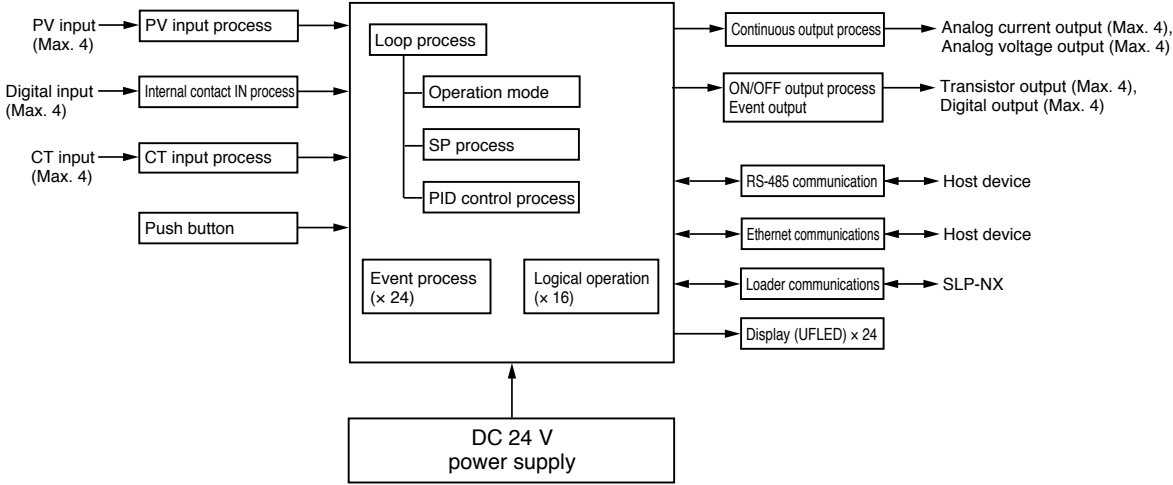 PV input
(Max. 4)
PV input process
Digital input
(Max. 4)
Internal contact IN process
CT input
(Max. 4)
CT input process
Push button
Loop process
Operation mode
SP process
PID control process
Event process
(× 24)
Logical operation
(× 16)
Continuous output process
Analog current output (Max. 4),
Analog voltage output (Max. 4)
ON/OFF output process
Event output
Transistor output (Max. 4),
Digital output (Max. 4)
RS-485 communication
Host device
Ethernet communications
Host device
Loader communications
SLP-NX
Display (UFLED) × 24
DC 24 V
power supply